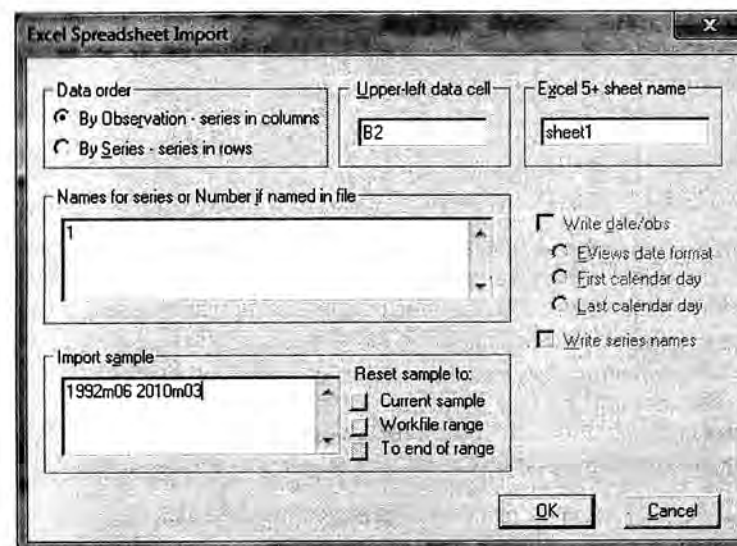 Excel Spreadsheet Import
x
Data order
By Observation - series in columns
By Series - series in rows
Upper-left data cell
B2
Excel 5+ sheet name
sheet1
Names for series or Number if named in file
1
Write date/obs
EViews date format
First calendar day
Last calendar day
Write series names
Import sample
1992m06 2010m03
Reset sample to:
Current sample
Workfile range
To end of range
OK
Cancel